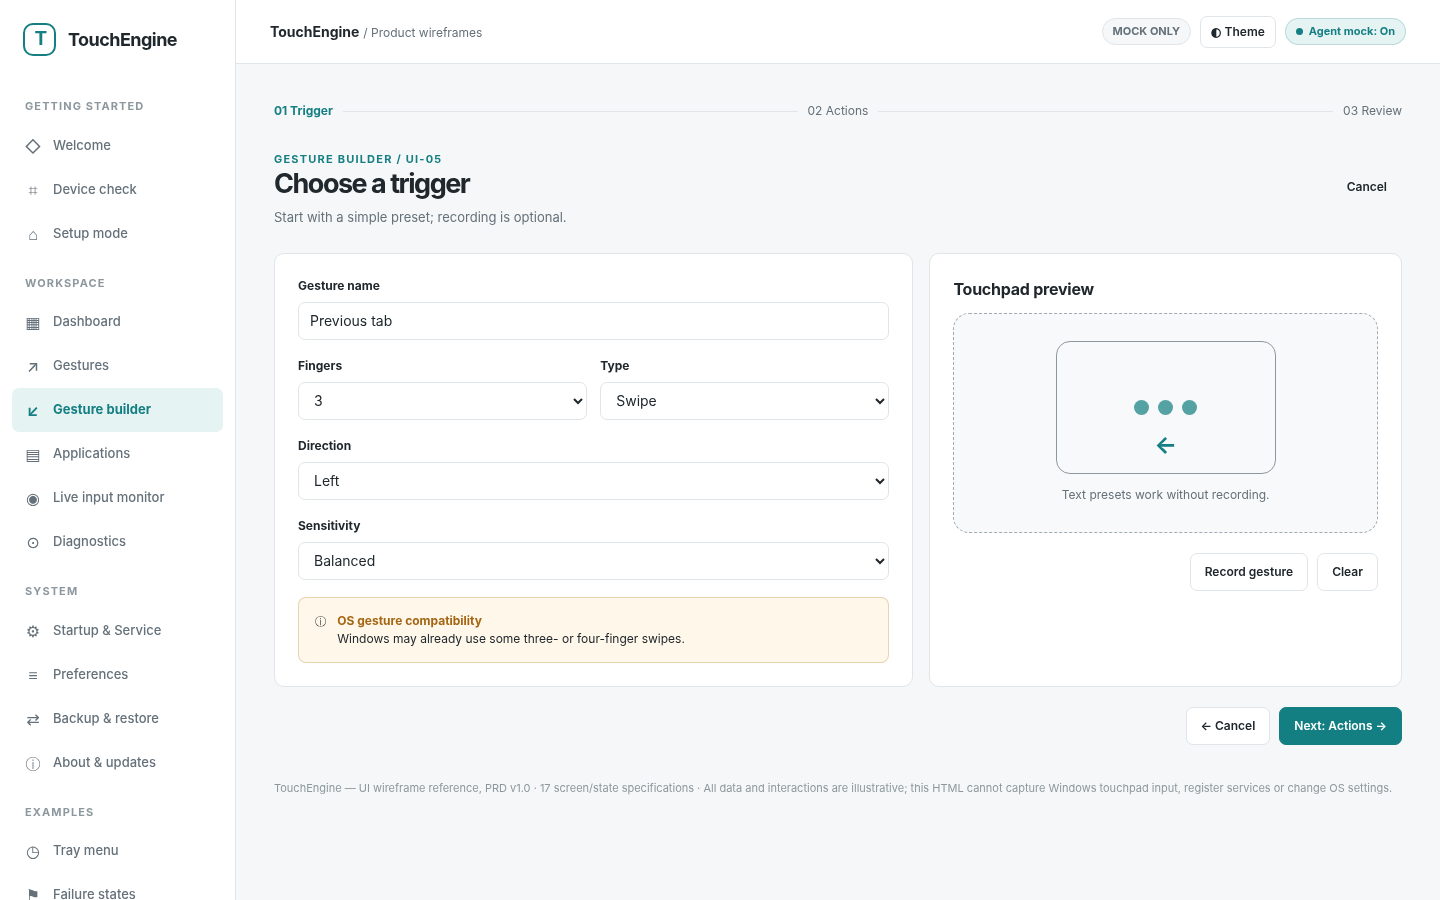 T TouchEngine
GETTING STARTED
Welcome
Device check
Setup mode
WORKSPACE
Dashboard
Gestures
Gesture builder
Applications
Live input monitor
Diagnostics
SYSTEM
Startup & Service
Preferences
Backup & restore
About & updates
EXAMPLES
Tray menu
Failure states
TouchEngine / Product wireframes
MOCK ONLY
Theme
Agent mock: On
01 Trigger
02 Actions
03 Review
GESTURE BUILDER / UI-05
Choose a trigger
Cancel
Start with a simple preset; recording is optional.
Gesture name
Previous tab
Fingers
Type
3
Swipe
Direction
Left
Sensitivity
Balanced
OS gesture compatibility
Windows may already use some three- or four-finger swipes.
Touchpad preview
←
Text presets work without recording.
Record gesture
Clear
← Cancel
Next: Actions →
TouchEngine — UI wireframe reference, PRD v1.0 · 17 screen/state specifications · All data and interactions are illustrative; this HTML cannot capture Windows touchpad input, register services or change OS settings.